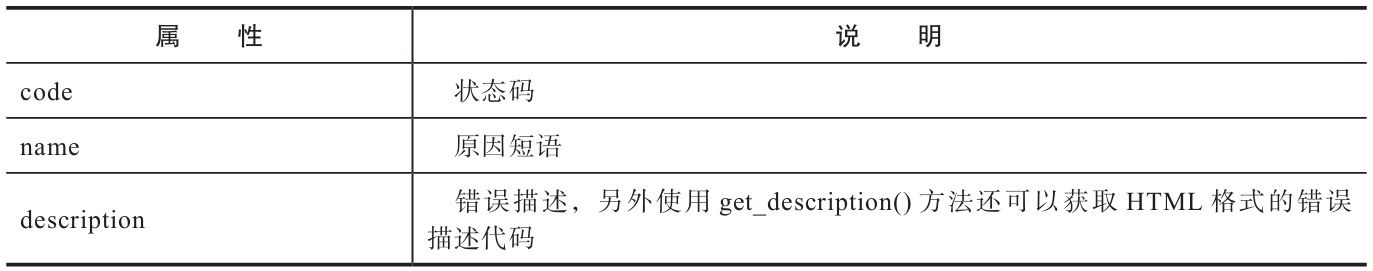 属 性 说 明
code 状态码
name 原因短语
description 错误描述，另外使用 get_description() 方法还可以获取 HTML 格式的错误
描述代码